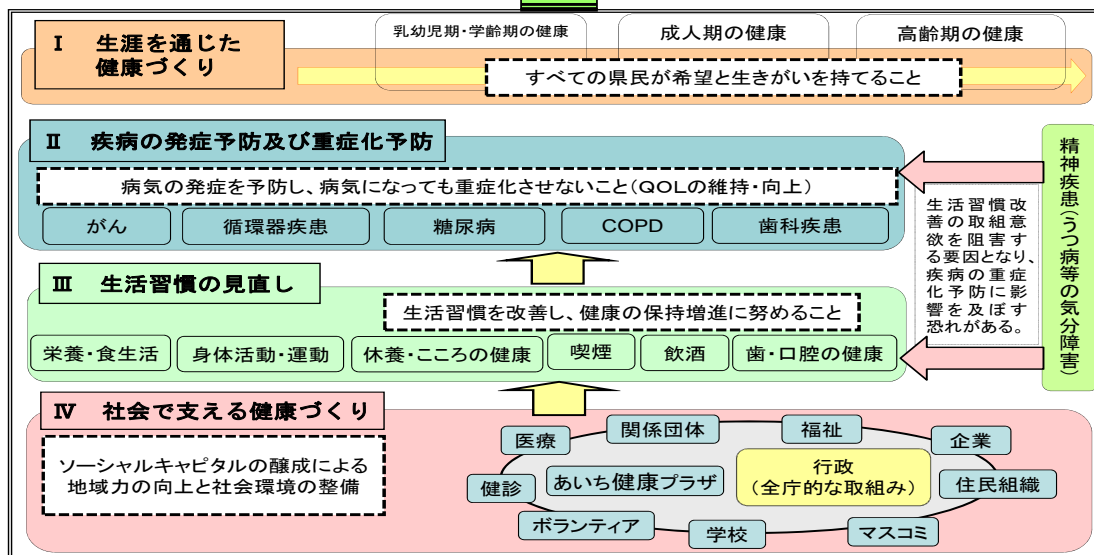 Ⅰ 生涯を通じた
健康づくり
乳幼児期・学齢期の健康
成人期の健康
高齢期の健康
すべての県民が希望と生きがいを持てること
Ⅱ 疾病の発症予防及び重症化予防
病気の発症を予防し、病気になっても重症化させないこと(QOLの維持・向上)
がん
循環器疾患
糖尿病
COPD
歯科疾患
精神疾患(うつ病等の気分障害)
生活習慣改
善の取組意
欲を阻害す
る要因となり、
疾病の重症
化予防に影
響を及ぼす
恐れがある。
Ⅲ 生活習慣の見直し
生活習慣を改善し、健康の保持増進に努めること
栄養・食生活
身体活動・運動
休養・こころの健康
喫煙
飲酒
歯・口腔の健康
Ⅳ 社会で支える健康づくり
ソーシャルキャピタルの醸成による
地域力の向上と社会環境の整備
医療
関係団体
福祉
企業
健診
あいち健康プラザ
行政
(全庁的な取組み)
住民組織
ボランティア
学校
マスコミ